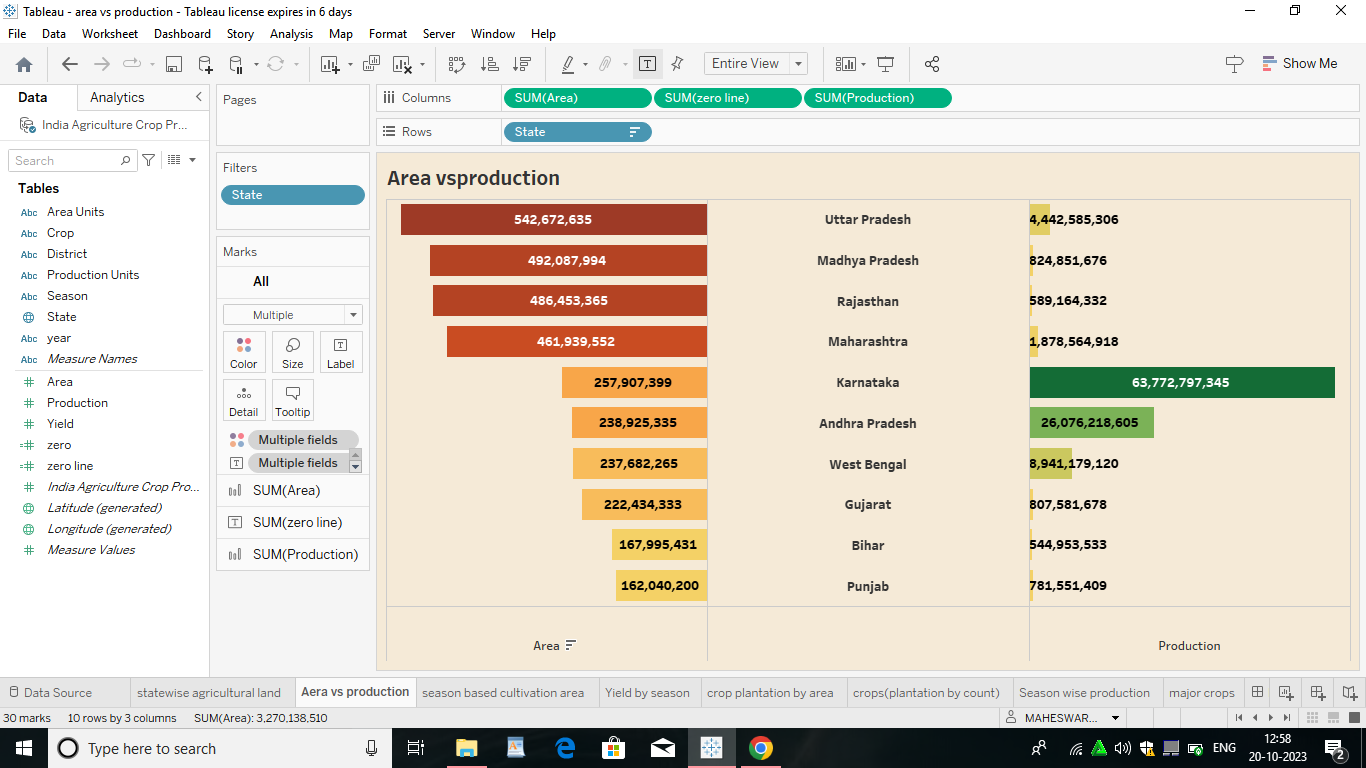 Tableau - area vs production - Tableau license expires in 6 days
File Data Worksheet Dashboard Story Analysis Map Format Server Window Help
Entire View
Show Me
Data Analytics
India Agriculture Crop Pr...
Search
Tables
Abc Area Units
Abc Crop
Abc District
Abc Production Units
Abc Season
State
Abc year
Abc Measure Names
Area
Production
Yield
zero
zero line
India Agriculture Crop Pro...
Latitude (generated)
Longitude (generated)
Measure Values
Pages
Filters
State
Marks
All
Multiple
Color Size Label
Detail Tooltip
Multiple fields
Multiple fields
SUM(Area)
SUM(zero line)
SUM(Production)
Columns SUM(Area) SUM(zero line) SUM(Production)
Rows State
Area vsproduction
542,672,635 Uttar Pradesh 4,442,585,306
492,087,994 Madhya Pradesh 824,851,676
486,453,365 Rajasthan 589,164,332
461,939,552 Maharashtra 1,878,564,918
257,907,399 Karnataka 63,772,797,345
238,925,335 Andhra Pradesh 26,076,218,605
237,682,265 West Bengal 8,941,179,120
222,434,333 Gujarat 807,581,678
167,995,431 Bihar 544,953,533
162,040,200 Punjab 781,551,409
Area Production
Data Source statewise agricultural land Aera vs production season based cultivation area Yield by season crop plantation by area crops(plantation by count) Season wise production major crops
30 marks 10 rows by 3 columns SUM(Area): 3,270,138,510 MAHESWAR...
Type here to search
ENG
12:58
20-10-2023
2